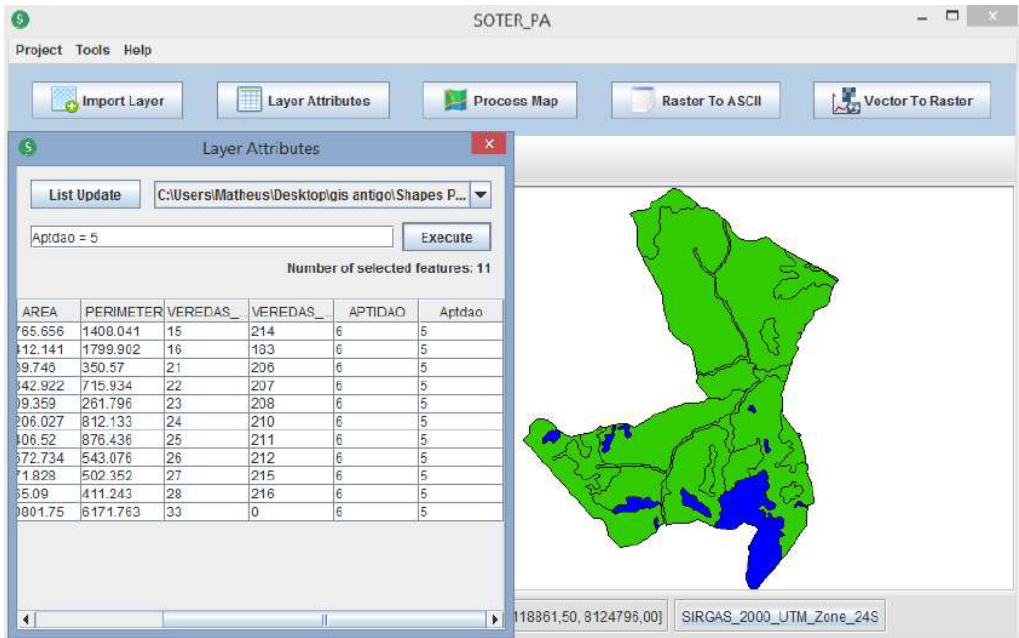 SOTER_PA
Project Tools Help
Import Layer Layer Attributes Process Map Raster To ASCII Vector To Raster
Layer Attributes
List Update C:\Users\Matheus\Desktop\gis antigo\Shapes P...
Aptdao = 5 Execute
Number of selected features: 11
AREA PERIMETER VEREDAS_... VEREDAS_... APTIDAO Aptdao
765.656 1408.041 15 214 6 5
412.141 1799.902 16 183 6 5
39.746 350.57 21 206 6 5
342.922 715.934 22 207 6 5
09.359 261.796 23 208 6 5
206.027 812.133 24 210 6 5
406.52 876.436 25 211 6 5
572.734 543.076 26 212 6 5
71.828 502.352 27 215 6 5
65.09 411.243 28 216 6 5
9801.75 6171.763 33 0 6 5
118861,50, 8124796,00] SIRGAS_2000_UTM_Zone_24S